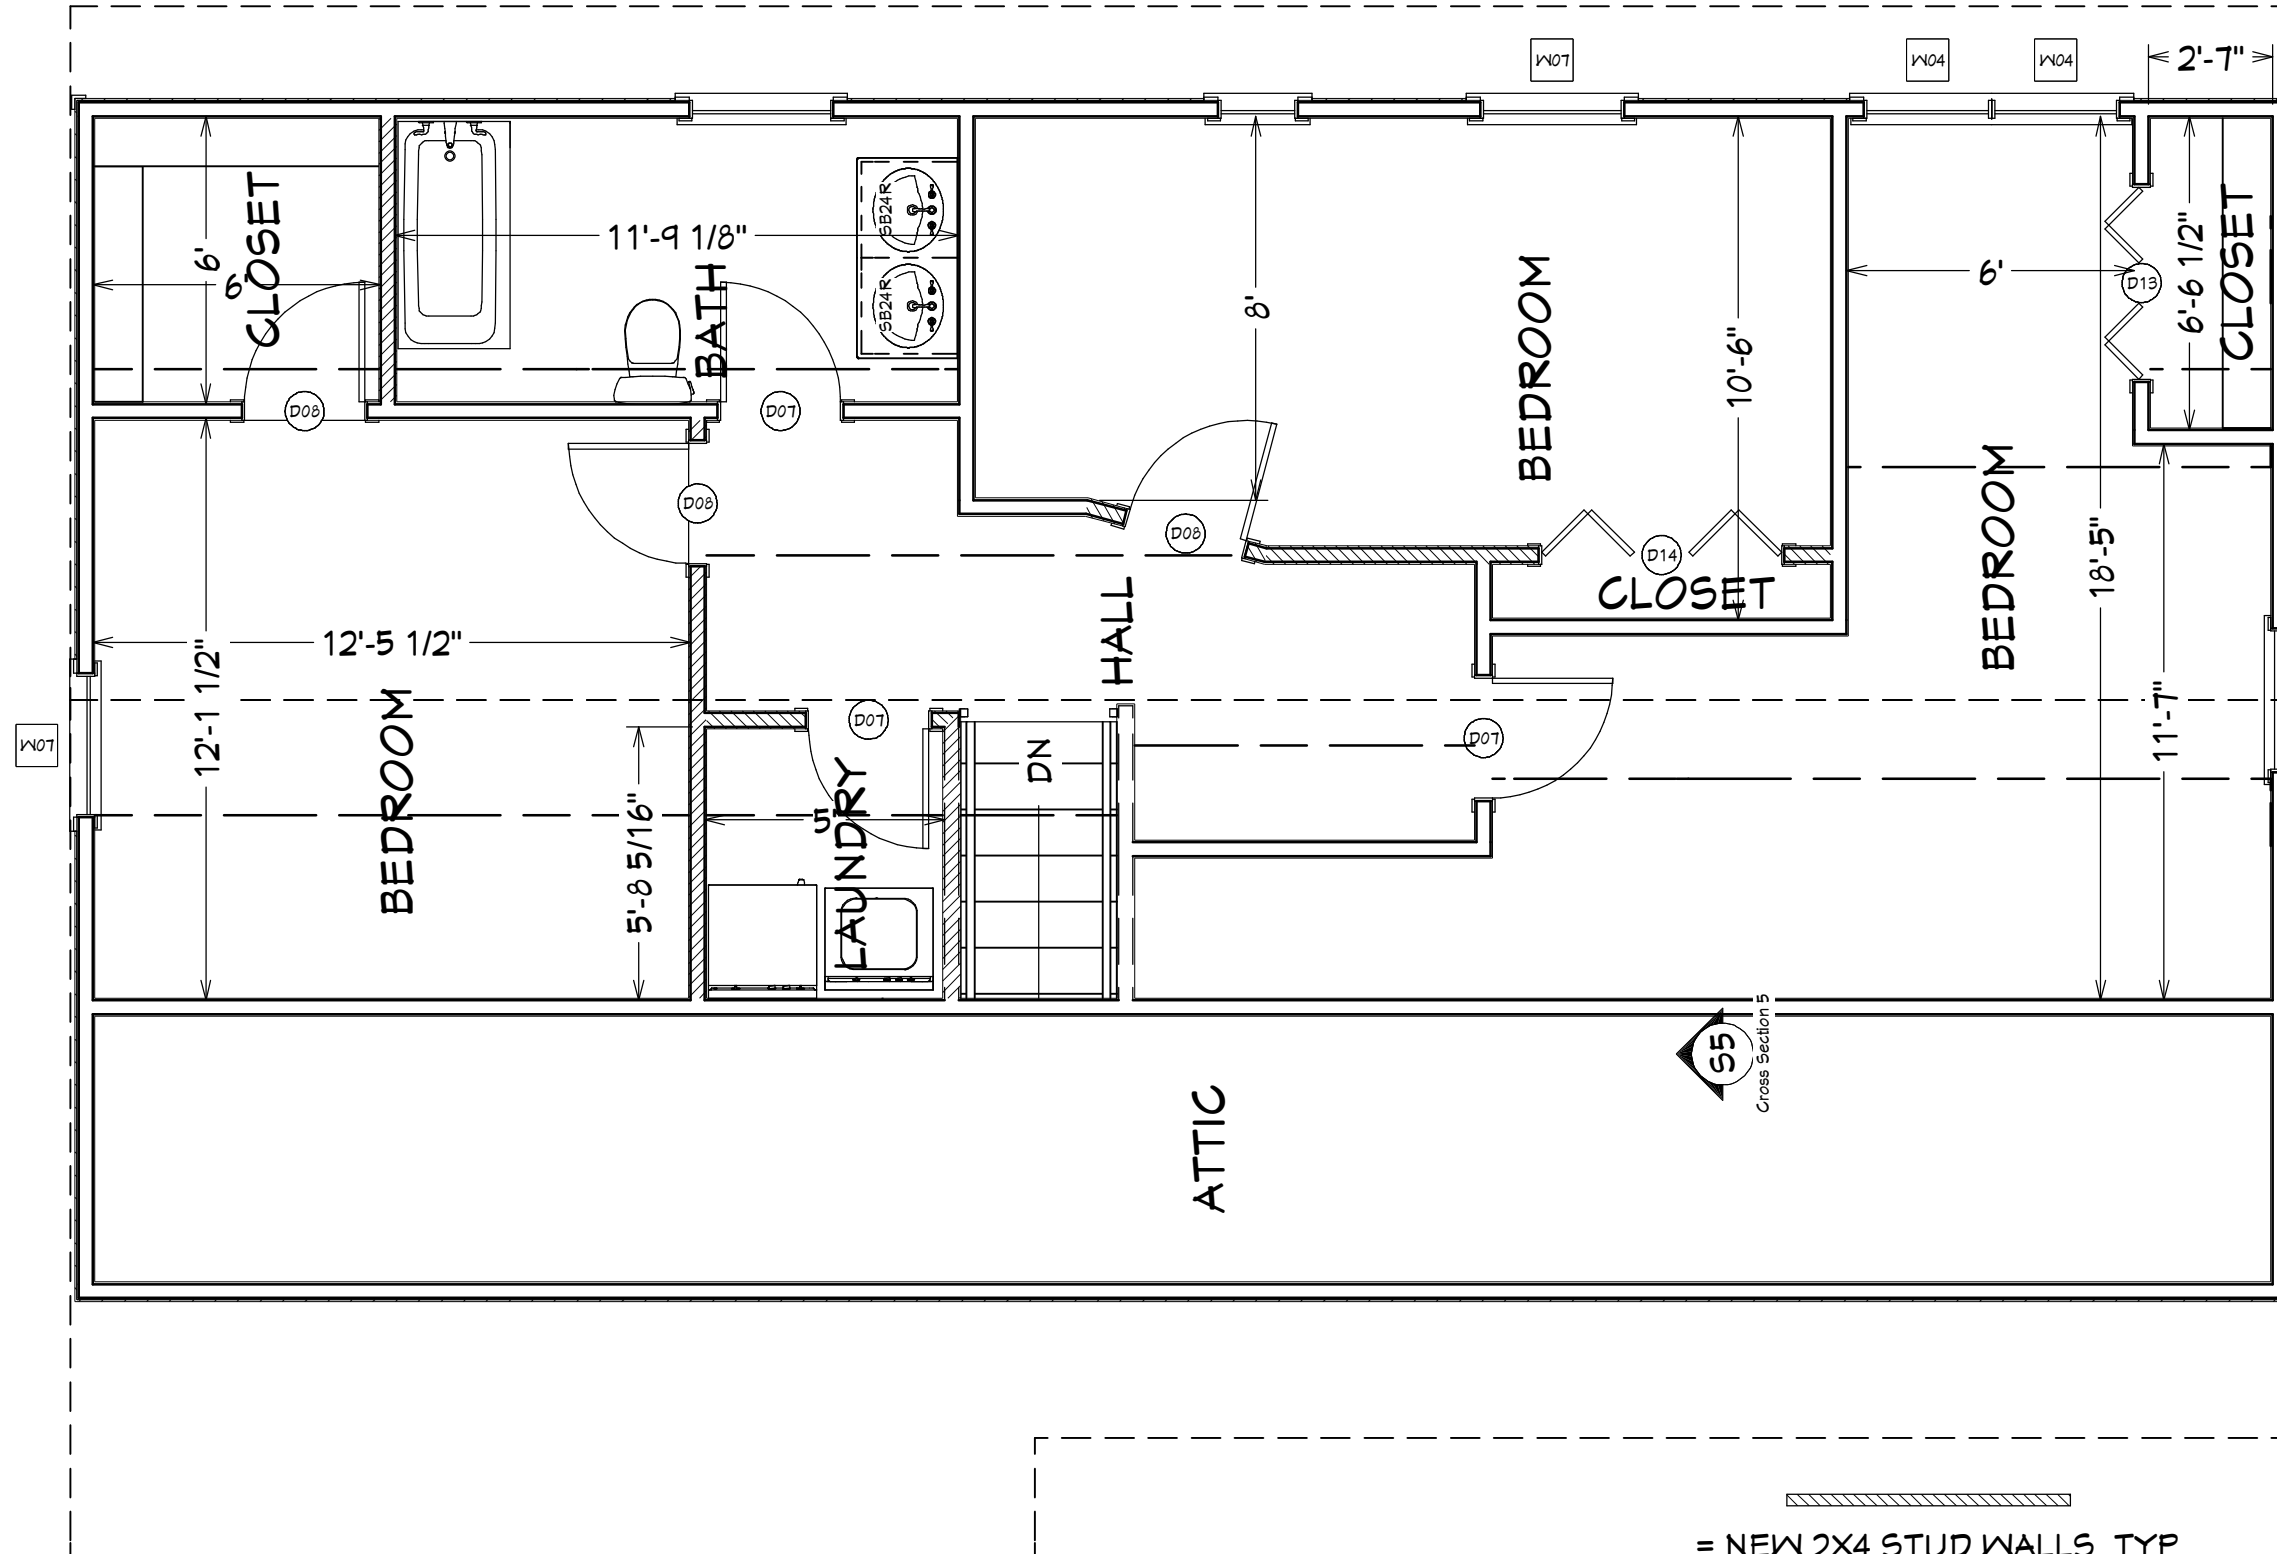 W07
W04
W04
2'-7"
CLOSET
6'
6'
11'-9 1/8"
BATH
SB24R
SB24R
8'
BEDROOM
10'-6"
6'
D13
6'-6 1/2"
CLOSET
D08
D07
D08
D08
D14
CLOSET
BEDROOM
18'-5"
HALL
12'-5 1/2"
12'-1 1/2"
BEDROOM
W07
D07
DN
D07
11'-7"
5'
5'-8 5/16"
LAUNDRY
S5
Cross Section 5
ATTIC
= NEW 2X4 STUD WALLS, TYP